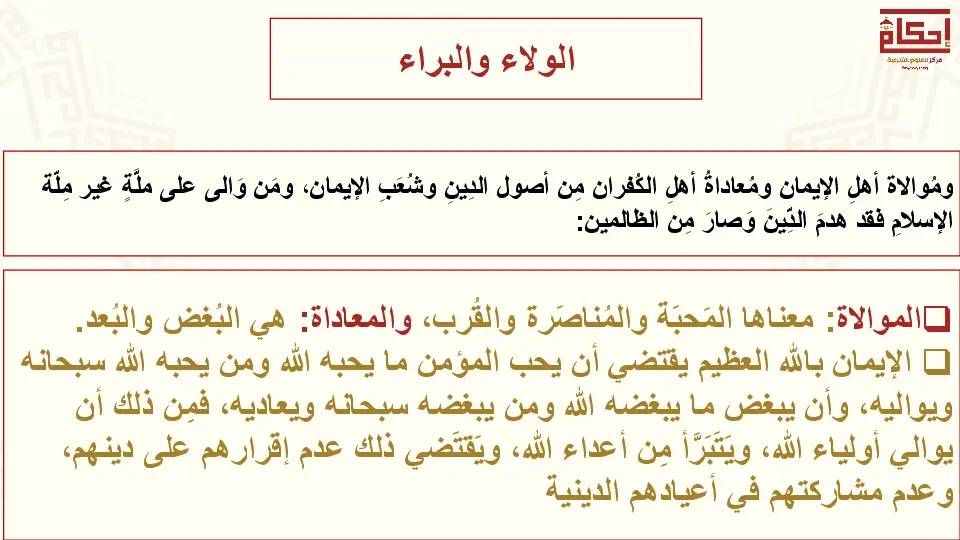 إحكام
مركز للعلوم الشرعية
الولاء والبراء
ومُوالاة أهلِ الإيمان ومُعاداةُ أهلِ الكُفران مِن أصول الدِينِ وشُعَبِ الإيمان، ومَن وَالى على ملَّةٍ غير مِلّة
الإسلامِ فقد هدمَ الدِّينَ وَصارَ مِن الظالمين:
❑الموالاة: معناها المَحبَة والمُناصَرة والقُرب، والمعاداة: هي البُغض والبُعد.
❑ الإيمان بالله العظيم يقتضي أن يحب المؤمن ما يحبه الله ومن يحبه الله سبحانه
ويواليه، وأن يبغض ما يبغضه الله ومن يبغضه سبحانه ويعاديه، فمِن ذلك أن
يوالي أولياء الله، ويَتَبَرَّأ مِن أعداء الله، ويَقتَضي ذلك عدم إقرارهم على دينهم،
وعدم مشاركتهم في أعيادهم الدينية